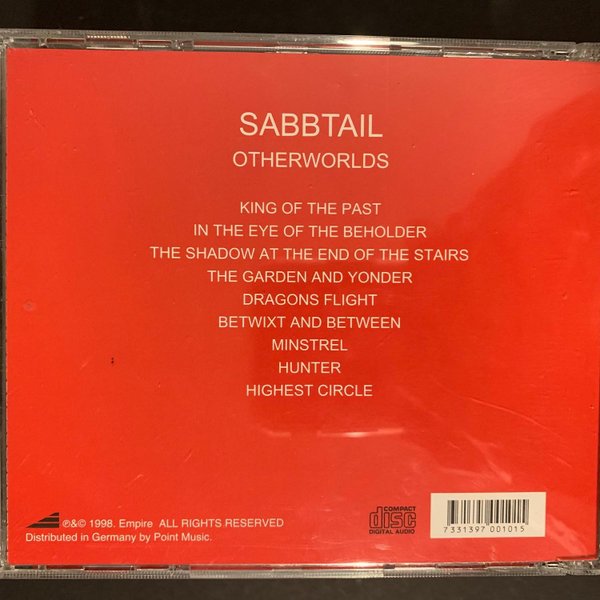 SABBTAIL
OTHERWORLDS
KING OF THE PAST
IN THE EYE OF THE BEHOLDER
THE SHADOW AT THE END OF THE STAIRS
THE GARDEN AND YONDER
DRAGONS FLIGHT
BETWIXT AND BETWEEN
MINSTREL
HUNTER
HIGHEST CIRCLE
℗&© 1998. Empire ALL RIGHTS RESERVED
Distributed in Germany by Point Music.
COMPACT
disc
DIGITAL AUDIO
7331397 001015